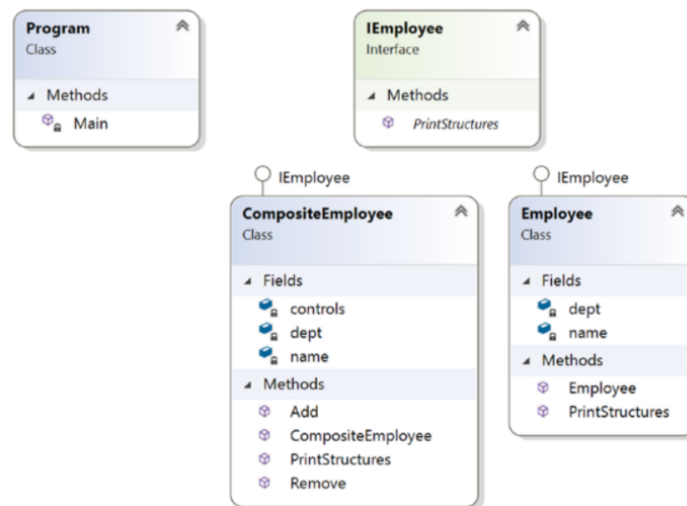 Program
Class
Methods
Main
IEmployee
Interface
Methods
PrintStructures
IEmployee
CompositeEmployee
Class
Fields
controls
dept
name
Methods
Add
CompositeEmployee
PrintStructures
Remove
IEmployee
Employee
Class
Fields
dept
name
Methods
Employee
PrintStructures